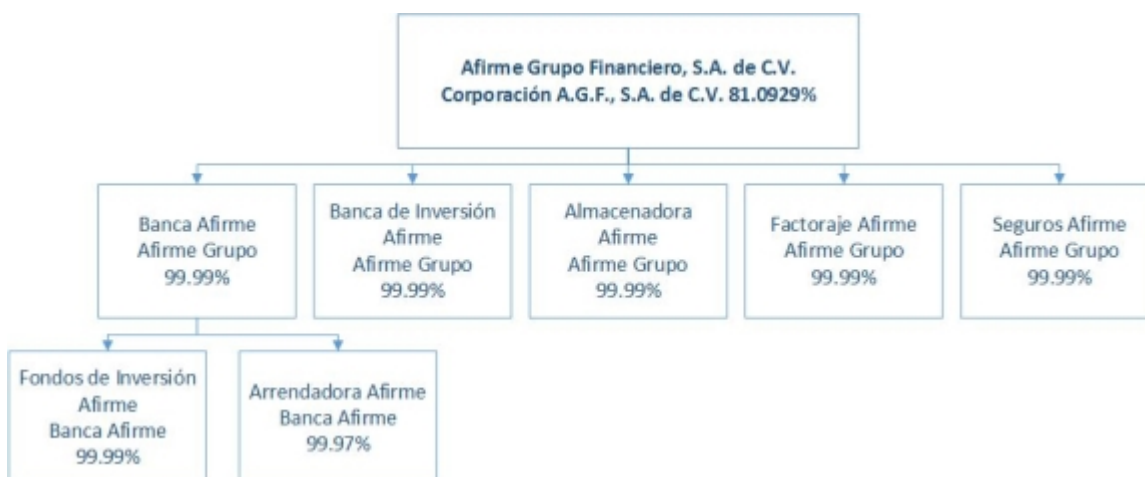 Afirme Grupo Financiero, S.A. de C.V.
Corporación A.G.F., S.A. de C.V. 81.0929%
Banca Afirme
Afirme Grupo
99.99%
Banca de Inversión
Afirme
Afirme Grupo
99.99%
Almacenadora
Afirme
Afirme Grupo
99.99%
Factoraje Afirme
Afirme Grupo
99.99%
Seguros Afirme
Afirme Grupo
99.99%
Fondos de Inversión
Afirme
Banca Afirme
99.99%
Arrendadora Afirme
Banca Afirme
99.97%